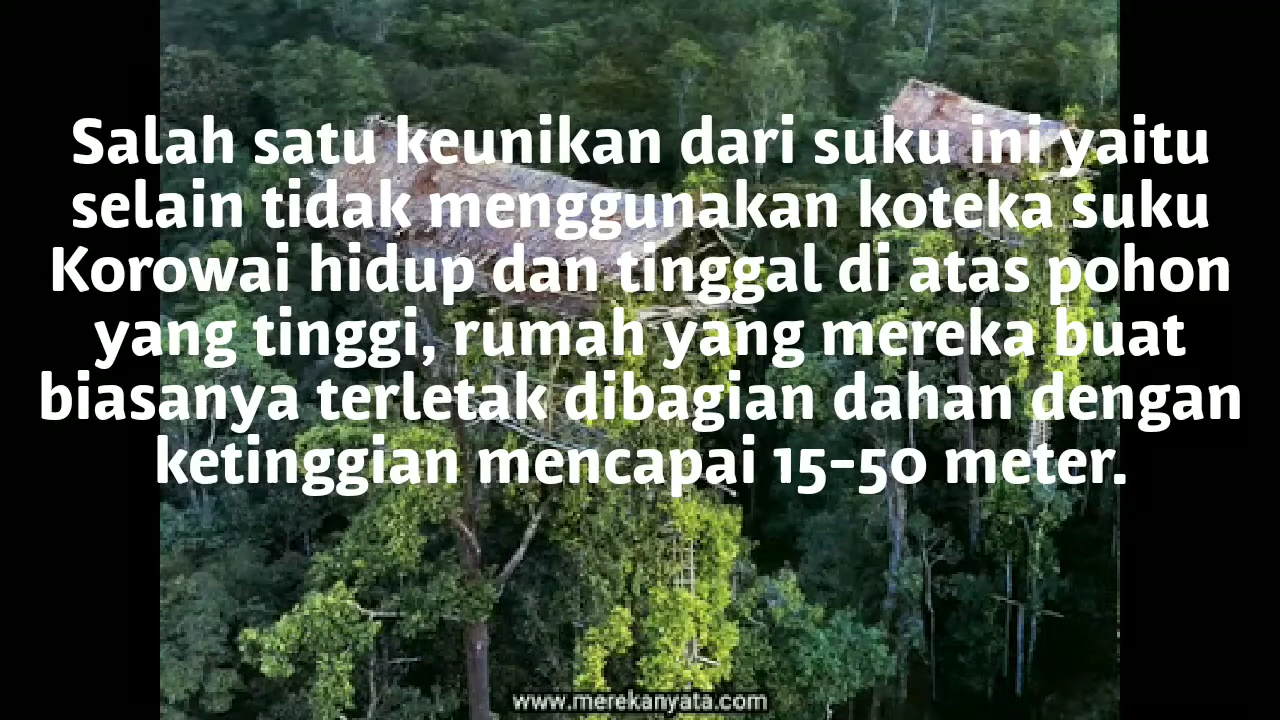 Salah satu keunikan dari suku ini yaitu
selain tidak menggunakan koteka suku
Korowai hidup dan tinggal di atas pohon
yang tinggi, rumah yang mereka buat
biasanya terletak dibagian dahan dengan
ketinggian mencapai 15-50 meter.
www.merekanyata.com